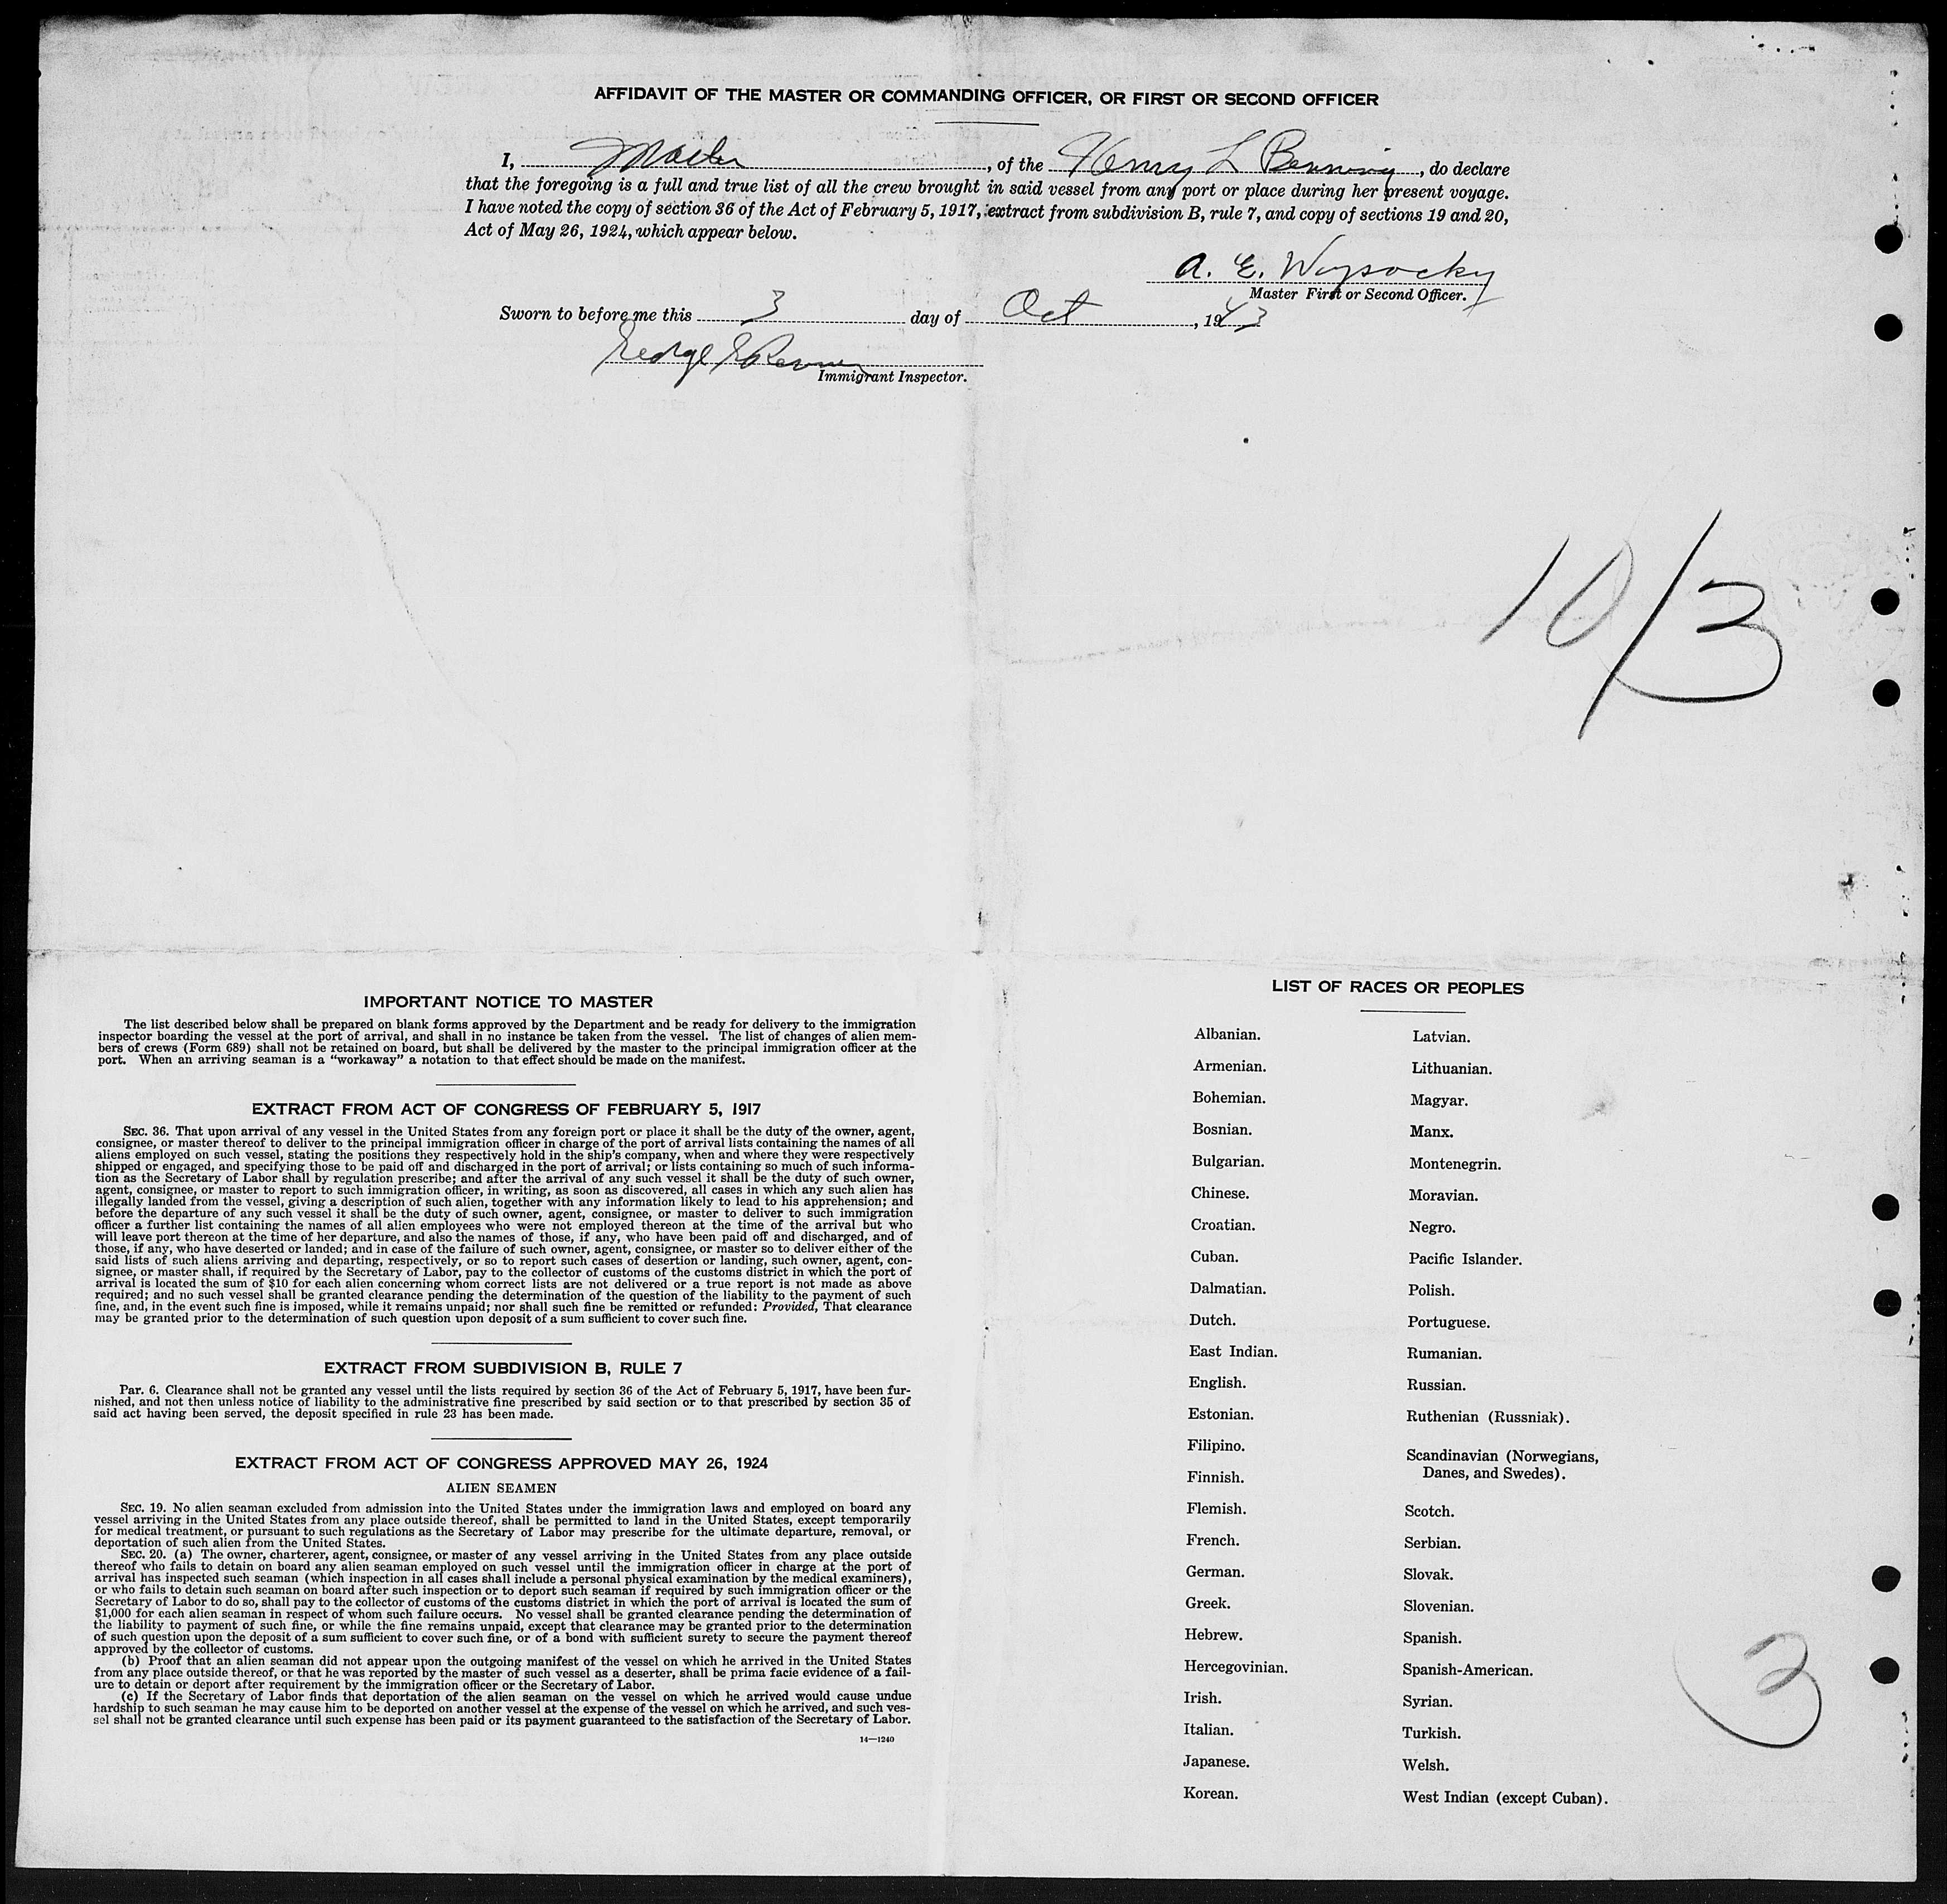 AFFIDAVIT OF THE MASTER OR COMMANDING OFFICER, OR FIRST OR SECOND OFFICER
I, Master, of the Henry L Benning, do declare
that the foregoing is a full and true list of all the crew brought in said vessel from any port or place during her present voyage.
I have noted the copy of section 36 of the Act of February 5, 1917, extract from subdivision B, rule 7, and copy of sections 19 and 20,
Act of May 26, 1924, which appear below.
A. E. Wysocky
Master First or Second Officer.
Sworn to before me this 3 day of Oct, 1943
George
Immigrant Inspector.
10/3
IMPORTANT NOTICE TO MASTER
The list described below shall be prepared on blank forms approved by the Department and be ready for delivery to the immigration
inspector boarding the vessel at the port of arrival, and shall in no instance be taken from the vessel. The list of changes of alien mem-
bers of crews (Form 689) shall not be retained on board, but shall be delivered by the master to the principal immigration officer at the
port. When an arriving seaman is a "workaway" a notation to that effect should be made on the manifest.
EXTRACT FROM ACT OF CONGRESS OF FEBRUARY 5, 1917
SEC. 36. That upon arrival of any vessel in the United States from any foreign port or place it shall be the duty of the owner, agent,
consignee, or master thereof to deliver to the principal immigration officer in charge of the port of arrival lists containing the names of all
aliens employed on such vessel, stating the positions they respectively hold in the ship's company, when and where they were respectively
shipped or engaged, and specifying those to be paid off and discharged in the port of arrival; or lists containing so much of such informa-
tion as the Secretary of Labor shall by regulation prescribe; and after the arrival of any such vessel it shall be the duty of such owner,
agent, consignee, or master to report to such immigration officer, in writing, as soon as discovered, all cases in which any such alien has
illegally landed from the vessel, giving a description of such alien, together with any information likely to lead to his apprehension; and
before the departure of any such vessel it shall be the duty of such owner, agent, consignee, or master to deliver to such immigration
officer a further list containing the names of all alien employees who were not employed thereon at the time of the arrival but who
will leave port thereon at the time of her departure, and also the names of those, if any, who have been paid off and discharged, and of
those, if any, who have deserted or landed; and in case of the failure of such owner, agent, consignee, or master so to deliver either of the
said lists of such aliens arriving and departing, respectively, or so to report such cases of desertion or landing, such owner, agent, con-
signee, or master shall, if required by the Secretary of Labor, pay to the collector of customs of the customs district in which the port of
arrival is located the sum of $10 for each alien concerning whom correct lists are not delivered or a true report is not made as above
required; and no such vessel shall be granted clearance pending the determination of the question of the liability to the payment of such
fine, and, in the event such fine is imposed, while it remains unpaid; nor shall such fine be remitted or refunded: Provided, That clearance
may be granted prior to the determination of such question upon deposit of a sum sufficient to cover such fine.
EXTRACT FROM SUBDIVISION B, RULE 7
Par. 6. Clearance shall not be granted any vessel until the lists required by section 36 of the Act of February 5, 1917, have been fur-
nished, and not then unless notice of liability to the administrative fine prescribed by said section or to that prescribed by section 35 of
said act having been served, the deposit specified in rule 23 has been made.
EXTRACT FROM ACT OF CONGRESS APPROVED MAY 26, 1924
ALIEN SEAMEN
SEC. 19. No alien seaman excluded from admission into the United States under the immigration laws and employed on board any
vessel arriving in the United States from any place outside thereof, shall be permitted to land in the United States, except temporarily
for medical treatment, or pursuant to such regulations as the Secretary of Labor may prescribe for the ultimate departure, removal, or
deportation of such alien from the United States.
SEC. 20. (a) The owner, charterer, agent, consignee, or master of any vessel arriving in the United States from any place outside
thereof who fails to detain on board any alien seaman employed on such vessel until the immigration officer in charge at the port of
arrival has inspected such seaman (which inspection in all cases shall include a personal physical examination by the medical examiners),
or who fails to detain such seaman on board after such inspection or to deport such seaman if required by such immigration officer or the
Secretary of Labor to do so, shall pay to the collector of customs of the customs district in which the port of arrival is located the sum of
$1,000 for each alien seaman in respect of whom such failure occurs. No vessel shall be granted clearance pending the determination of
the liability to payment of such fine, or while the fine remains unpaid, except that clearance may be granted prior to the determination
of such question upon the deposit of a sum sufficient to cover such fine, or of a bond with sufficient surety to secure the payment thereof
approved by the collector of customs.
(b) Proof that an alien seaman did not appear upon the outgoing manifest of the vessel on which he arrived in the United States
from any place outside thereof, or that he was reported by the master of such vessel as a deserter, shall be prima facie evidence of a fail-
ure to detain or deport after requirement by the immigration officer or the Secretary of Labor.
(c) If the Secretary of Labor finds that deportation of the alien seaman on the vessel on which he arrived would cause undue
hardship to such seaman he may cause him to be deported on another vessel at the expense of the vessel on which he arrived, and such ves-
sel shall not be granted clearance until such expense has been paid or its payment guaranteed to the satisfaction of the Secretary of Labor.
14—1240
LIST OF RACES OR PEOPLES
Albanian.
Armenian.
Bohemian.
Bosnian.
Bulgarian.
Chinese.
Croatian.
Cuban.
Dalmatian.
Dutch.
East Indian.
English.
Estonian.
Filipino.
Finnish.
Flemish.
French.
German.
Greek.
Hebrew.
Hercegovinian.
Irish.
Italian.
Japanese.
Korean.
Latvian.
Lithuanian.
Magyar.
Manx.
Montenegrin.
Moravian.
Negro.
Pacific Islander.
Polish.
Portuguese.
Rumanian.
Russian.
Ruthenian (Russniak).
Scandinavian (Norwegians,
Danes, and Swedes).
Scotch.
Serbian.
Slovak.
Slovenian.
Spanish.
Spanish-American.
Syrian.
Turkish.
Welsh.
West Indian (except Cuban).
3